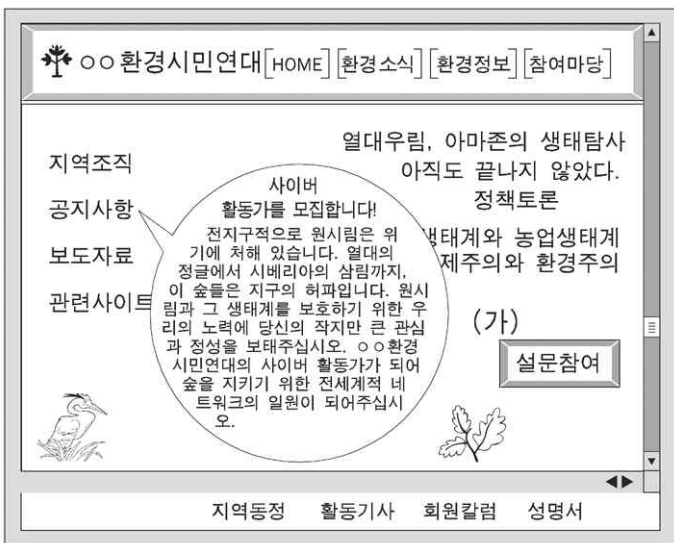 ○○환경시민연대[HOME] [환경소식] [환경정보] [참여마당]
지역조직
공지사항
보도자료
관련사이트
사이버
활동가를 모집합니다!
전지구적으로 원시림은 위
기에 처해 있습니다. 열대의
정글에서 시베리아의 삼림까지,
이 숲들은 지구의 허파입니다. 원시
림과 그 생태계를 보호하기 위한 우
리의 노력에 당신의 작지만 큰 관심
과 정성을 보태주십시오. ○○환경
시민연대의 사이버 활동가가 되어
숲을 지키기 위한 전세계적 네
트워크의 일원이 되어주십시
오.
열대우림, 아마존의 생태탐사
아직도 끝나지 않았다.
정책토론
생태계와 농업생태계
제주의와 환경주의
(가)
설문참여
지역동정 활동기사 회원칼럼 성명서